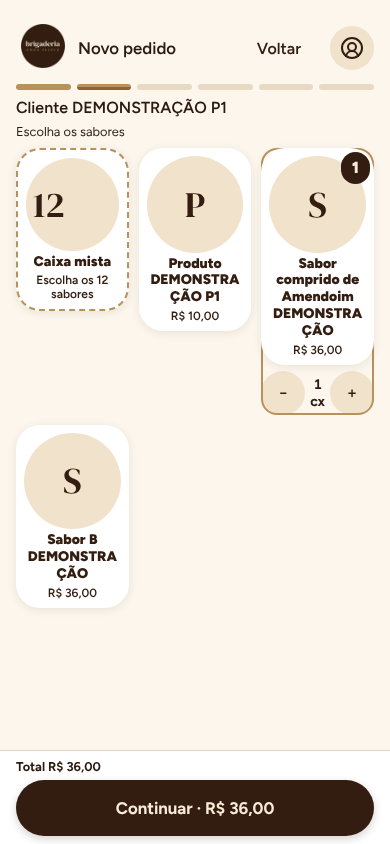 brigaderia
Novo pedido
Voltar
Cliente DEMONSTRAÇÃO P1
Escolha os sabores
12
Caixa mista
Escolha os 12
sabores
P
Produto
DEMONSTRA
ÇÃO P1
R$ 10,00
S
1
Sabor
comprido de
Amendoim
DEMONSTRA
ÇÃO
R$ 36,00
−
1
cx
+
S
Sabor B
DEMONSTRA
ÇÃO
R$ 36,00
Total R$ 36,00
Continuar · R$ 36,00